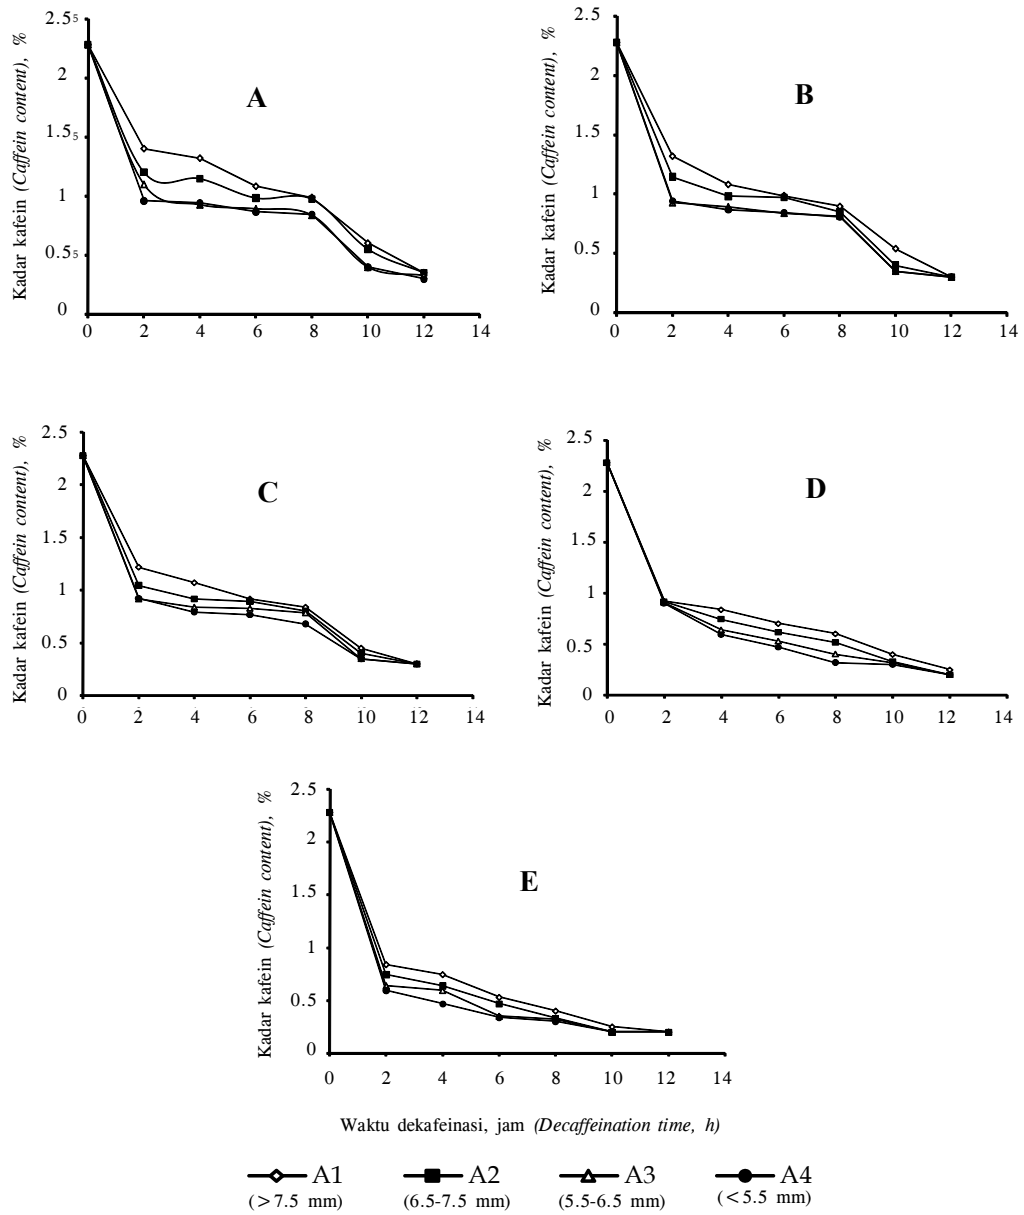 Kadar kafein (Caffein content), %
2.55
2
1.55
1
0.55
0
A
0 2 4 6 8 10 12 14
Kadar kafein (Caffein content), %
2.5
2
1.5
1
0.5
0
B
0 2 4 6 8 10 12 14
Kadar kafein (Caffein content), %
2.5
2
1.5
1
0.5
0
C
0 2 4 6 8 10 12 14
Kadar kafein (Caffein content), %
2.5
2
1.5
1
0.5
0
D
0 2 4 6 8 10 12 14
Kadar kafein (Caffein content), %
2.5
2
1.5
1
0.5
0
E
0 2 4 6 8 10 12 14
Waktu dekafeinasi, jam (Decaffeination time, h)
A1 A2 A3 A4
(>7.5 mm) (6.5-7.5 mm) (5.5-6.5 mm) (<5.5 mm)